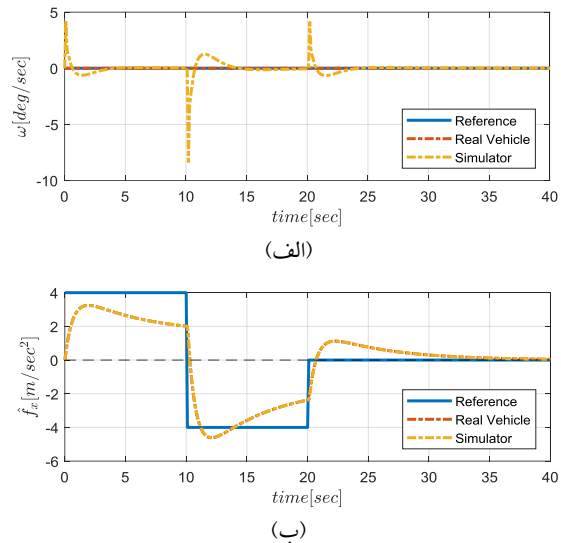 5
0
-5
-10
ω[deg/sec]
0 5 10 15 20 25 30 35 40
time[sec]
Reference
Real Vehicle
Simulator
(الف)
4
2
0
-2
-4
-6
f̂ₓ[m/sec²]
0 5 10 15 20 25 30 35 40
time[sec]
Reference
Real Vehicle
Simulator
(ب)